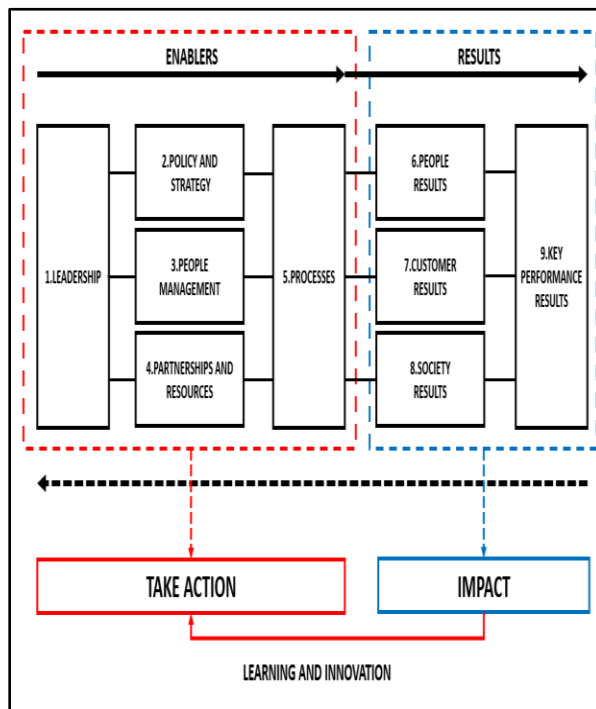 ENABLERS
RESULTS
1.LEADERSHIP
2.POLICY AND
STRATEGY
3.PEOPLE
MANAGEMENT
4.PARTNERSHIPS AND
RESOURCES
5.PROCESSES
6.PEOPLE
RESULTS
7.CUSTOMER
RESULTS
8.SOCIETY
RESULTS
9.KEY
PERFORMANCE
RESULTS
TAKE ACTION
IMPACT
LEARNING AND INNOVATION